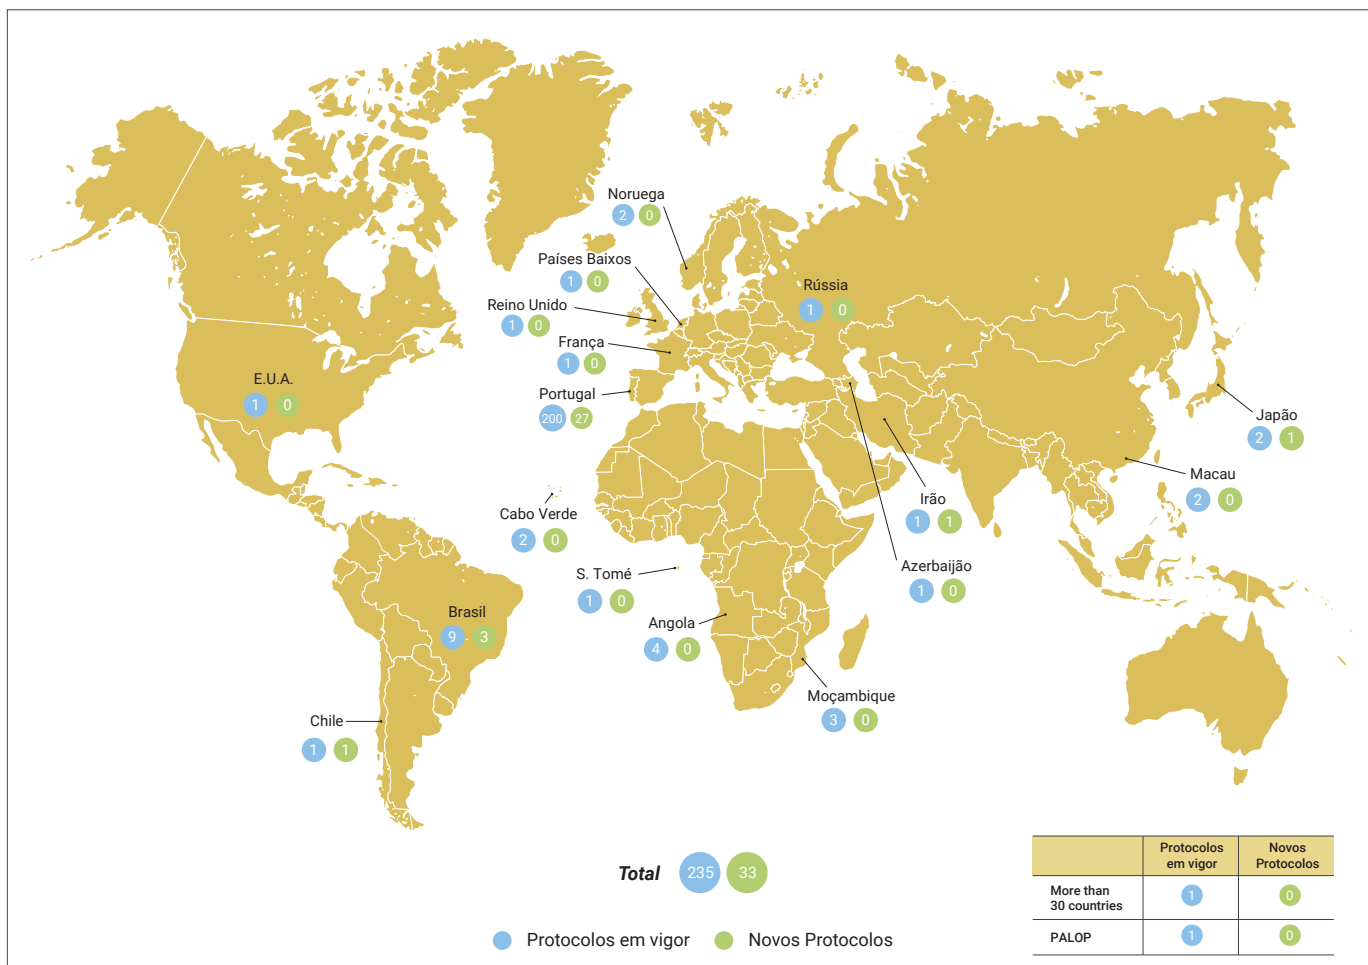 Noruega
2 0
Países Baixos
1 0
Reino Unido
1 0
França
1 0
Portugal
200 27
Rússia
1 0
E.U.A.
1 0
Japão
2 1
Macau
2 0
Irão
1 1
Azerbaijão
1 0
Cabo Verde
2 0
S. Tomé
1 0
Angola
4 0
Brasil
9 3
Moçambique
3 0
Chile
1 1
Total 235 33
Protocolos em vigor Novos Protocolos
Protocolos Novos
em vigor Protocolos
More than
30 countries 1 0
PALOP 1 0